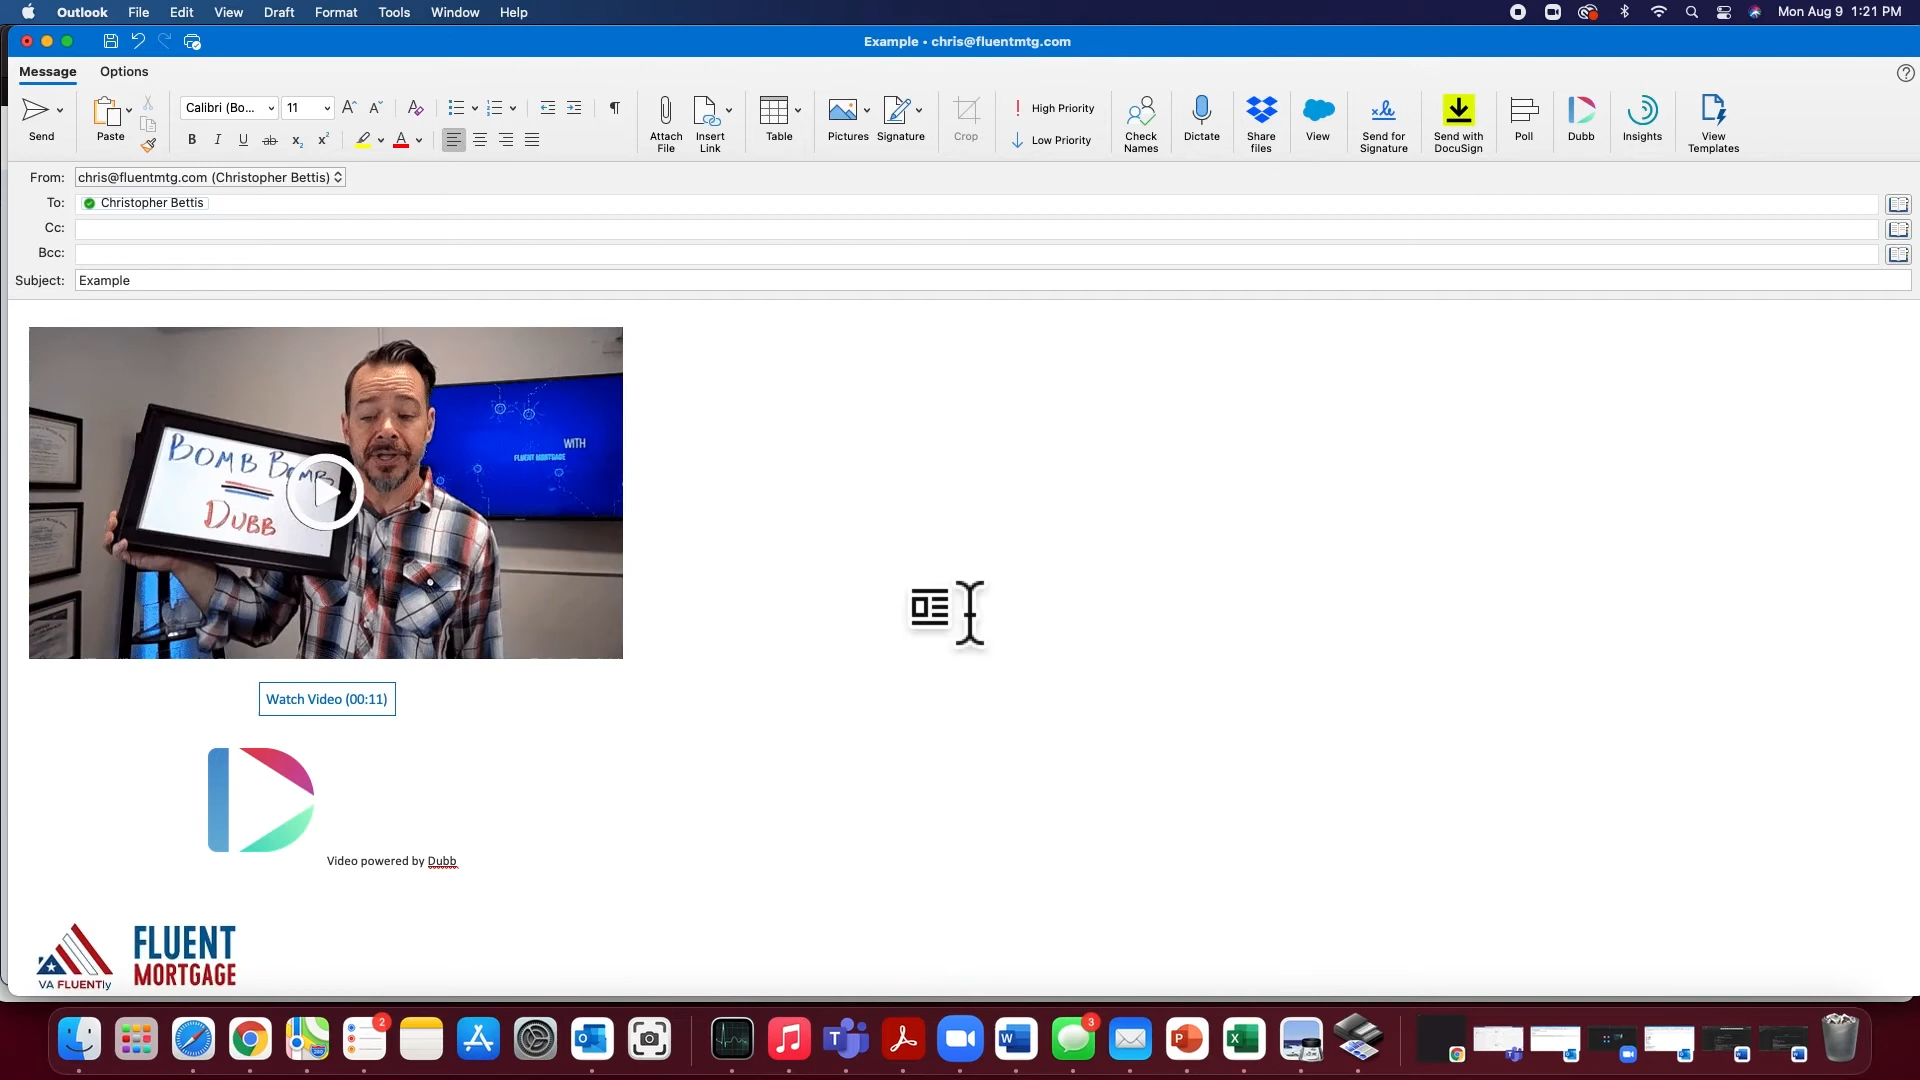 Outlook File Edit View Draft Format Tools Window Help
Mon Aug 9 1:21 PM
Example • chris@fluentmtg.com
Message Options
Calibri (Bo... 11
High Priority
Low Priority
Send
Paste
Attach File
Insert Link
Table
Pictures
Signature
Crop
Check Names
Dictate
Share files
View
Send for Signature
Send with DocuSign
Poll
Dubb
Insights
View Templates
From: chris@fluentmtg.com (Christopher Bettis)
To: Christopher Bettis
Cc:
Bcc:
Subject: Example
BOMB BOMB
DUBB
WITH
FLUENT MORTGAGE
Watch Video (00:11)
Video powered by Dubb
VA FLUENTly
FLUENT
MORTGAGE
2
3